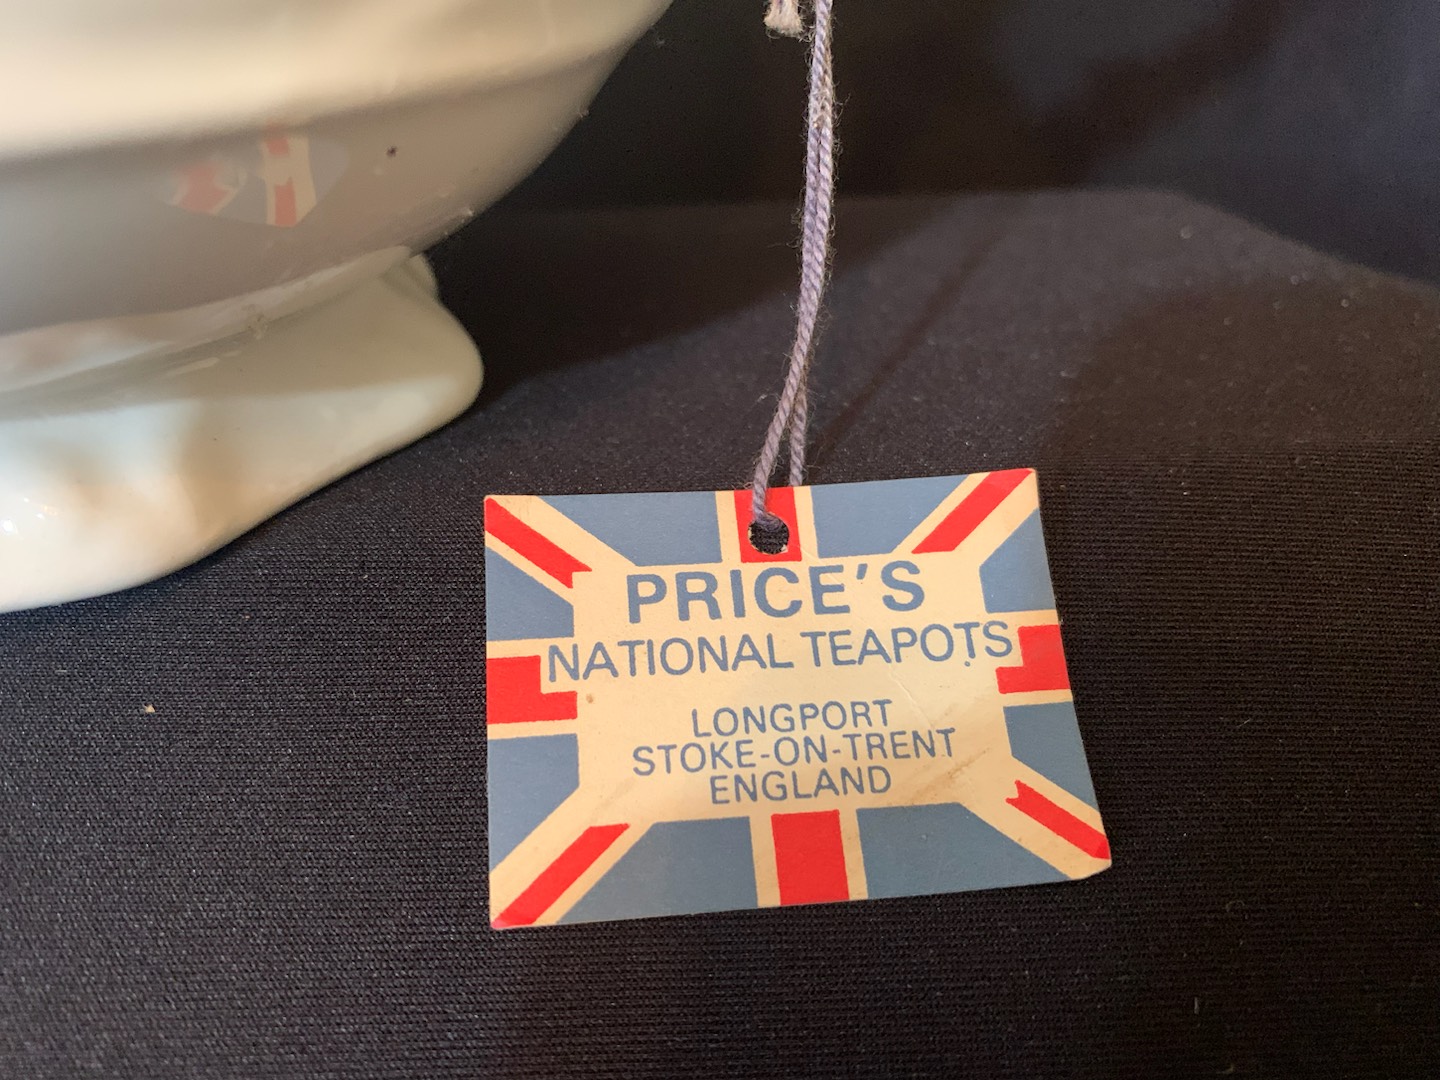 PRICE'S
NATIONAL TEAPOTS
LONGPORT
STOKE-ON-TRENT
ENGLAND